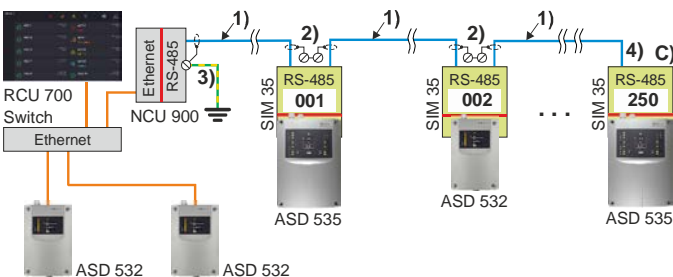 1)
2)
1)
2)
1)
4) C)
Ethernet
RS-485
3)
RS-485
RS-485
RS-485
001
002
250
SIM 35
SIM 35
SIM 35
RCU 700
NCU 900
Switch
Ethernet
. . .
ASD 535
ASD 532
ASD 535
ASD 532
ASD 532